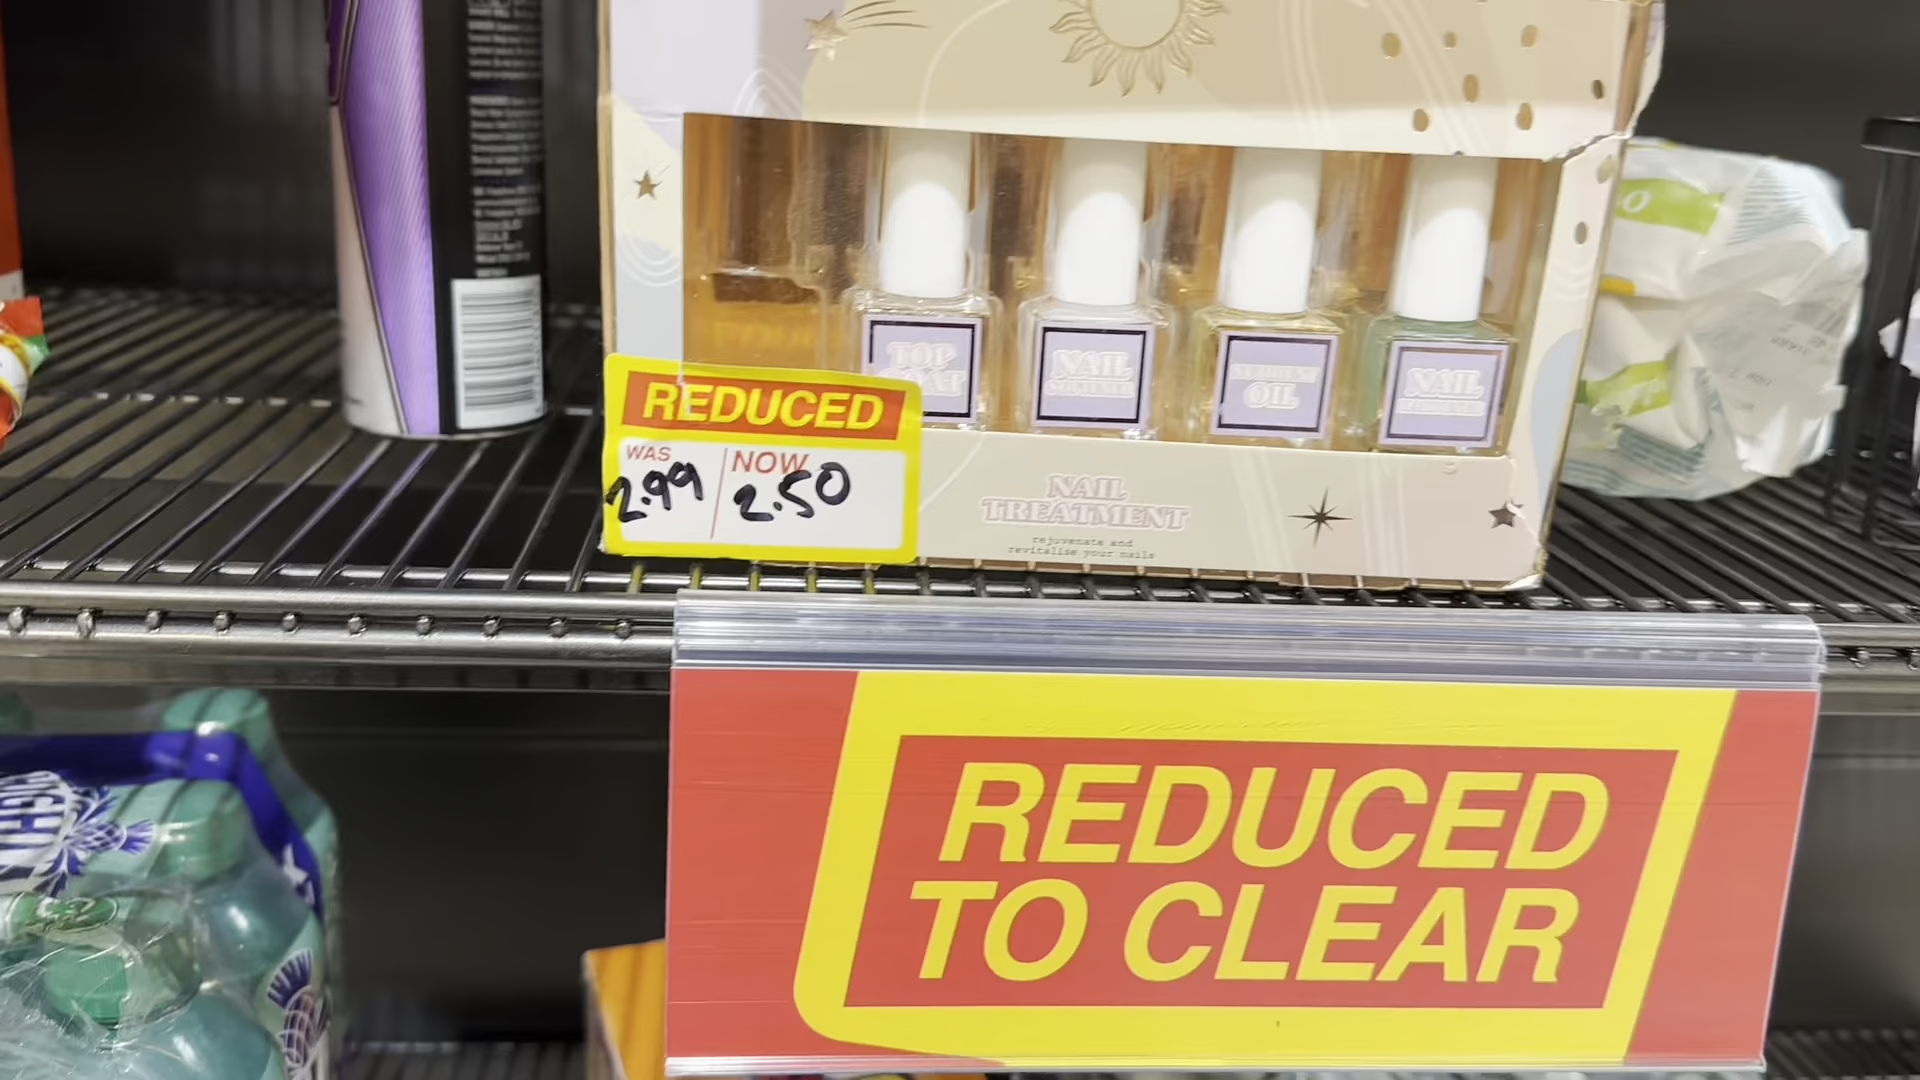 TOP
COAT
NAIL
OIL
NAIL
REDUCED
WAS
NOW
2.99
2.50
NAIL
TREATMENT
rejuvenate and
revitalise your nails
REDUCED
TO CLEAR